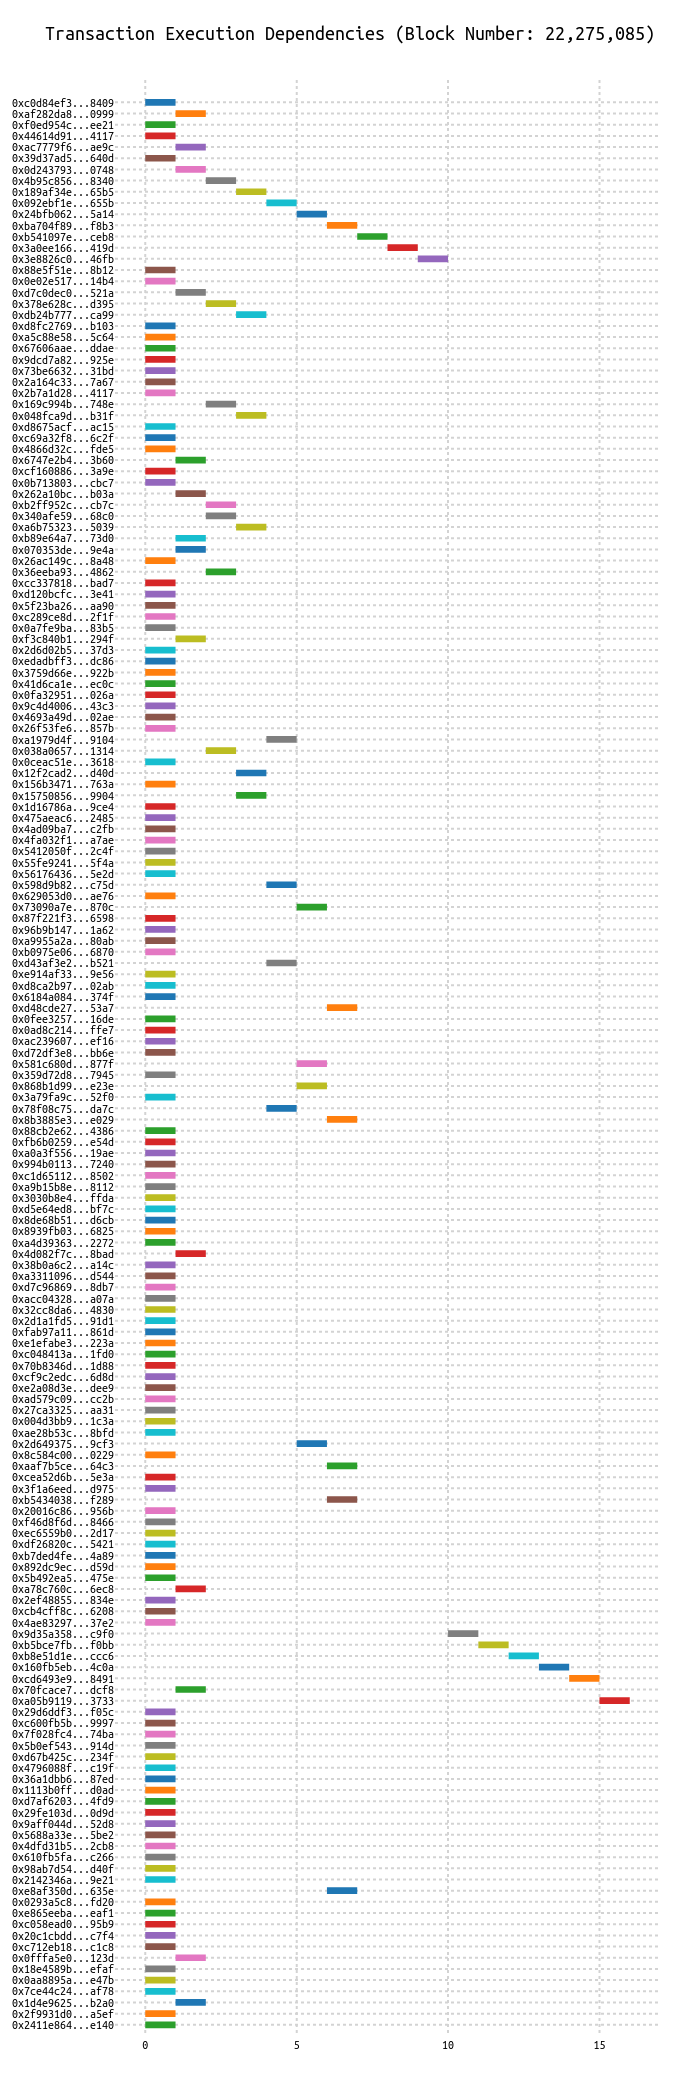 Transaction Execution Dependencies (Block Number: 22,275,085)
0xc0d84ef3...8409
0xaf282da8...0999
0xf0ed954c...ee21
0x44614d91...4117
0xac7779f6...ae9c
0x39d37ad5...640d
0x0d243793...0748
0x4b95c856...8340
0x189af34e...65b5
0x092ebf1e...655b
0x24bfb062...5a14
0xba704f89...f8b3
0xb541097e...ceb8
0x3a0ee166...419d
0x3e8826c0...46fb
0x88e5f51e...8b12
0x0e02e517...14b4
0xd7c0dec0...521a
0x378e628c...d395
0xdb24b777...ca99
0xd8fc2769...b103
0xa5c88e58...5c64
0x67606aae...ddae
0x9dcd7a82...925e
0x73be6632...31bd
0x2a164c33...7a67
0x2b7a1d28...4117
0x169c994b...748e
0x048fca9d...b31f
0xd8675acf...ac15
0xc69a32f8...6c2f
0x4866d32c...fde5
0x6747e2b4...3b60
0xcf160886...3a9e
0x0b713803...cbc7
0x262a10bc...b03a
0xb2ff952c...cb7c
0x340afe59...68c0
0xa6b75323...5039
0xb89e64a7...73d0
0x070353de...9e4a
0x26ac149c...8a48
0x36eeba93...4862
0xcc337818...bad7
0xd120bcfc...3e41
0x5f23ba26...aa90
0xc289ce8d...2f1f
0x0a7fe9ba...83b5
0xf3c840b1...294f
0x2d6d02b5...37d3
0xedadbff3...dc86
0x3759d66e...922b
0x41d6ca1e...ec0c
0x0fa32951...026a
0x9c4d4006...43c3
0x4693a49d...02ae
0x26f53fe6...857b
0xa1979d4f...9104
0x038a0657...1314
0x0ceac51e...3618
0x12f2cad2...d40d
0x156b3471...763a
0x15750856...9904
0x1d16786a...9ce4
0x475aeac6...2485
0x4ad09ba7...c2fb
0x4fa032f1...a7ae
0x5412050f...2c4f
0x55fe9241...5f4a
0x56176436...5e2d
0x598d9b82...c75d
0x629053d0...ae76
0x73090a7e...870c
0x87f221f3...6598
0x96b9b147...1a62
0xa9955a2a...80ab
0xb0975e06...6870
0xd43af3e2...b521
0xe914af33...9e56
0xd8ca2b97...02ab
0x6184a084...374f
0xd48cde27...53a7
0x0fee3257...16de
0x0ad8c214...ffe7
0xac239607...ef16
0xd72df3e8...bb6e
0x581c680d...877f
0x359d72d8...7945
0x868b1d99...e23e
0x3a79fa9c...52f0
0x78f08c75...da7c
0x8b3885e3...e029
0x88cb2e62...4386
0xfb6b0259...e54d
0xa0a3f556...19ae
0x994b0113...7240
0xc1d65112...8502
0xa9b15b8e...8112
0x3030b8e4...ffda
0xd5e64ed8...bf7c
0x8de68b51...d6cb
0x8939fb03...6825
0xa4d39363...2272
0x4d082f7c...8bad
0x38b0a6c2...a14c
0xa3311096...d544
0xd7c96869...8db7
0xacc04328...a07a
0x32cc8da6...4830
0x2d1a1fd5...91d1
0xfab97a11...861d
0xe1efabe3...223a
0xc048413a...1fd0
0x70b8346d...1d88
0xcf9c2edc...6d8d
0xe2a08d3e...dee9
0xad579c09...cc2b
0x27ca3325...aa31
0x004d3bb9...1c3a
0xae28b53c...8bfd
0x2d649375...9cf3
0x8c584c00...0229
0xaaf7b5ce...64c3
0xcea52d6b...5e3a
0x3f1a6eed...d975
0xb5434038...f289
0x20016c86...956b
0xf46d8f6d...8466
0xec6559b0...2d17
0xdf26820c...5421
0xb7ded4fe...4a89
0x892dc9ec...d59d
0x5b492ea5...475e
0xa78c760c...6ec8
0x2ef48855...834e
0xcb4cff8c...6208
0x4ae83297...37e2
0x9d35a358...c9f0
0xb5bce7fb...f0bb
0xb8e51d1e...ccc6
0x160fb5eb...4c0a
0xcd6493e9...8491
0x70fcace7...dcf8
0xa05b9119...3733
0x29d6ddf3...f05c
0xc600fb5b...9997
0x7f028fc4...74ba
0x5b0ef543...914d
0xd67b425c...234f
0x4796088f...c19f
0x36a1dbb6...87ed
0x1113b0ff...d0ad
0xd7af6203...4fd9
0x29fe103d...0d9d
0x9aff044d...52d8
0x5688a33e...5be2
0x4dfd31b5...2cb8
0x610fb5fa...c266
0x98ab7d54...d40f
0x2142346a...9e21
0xe8af350d...635e
0x0293a5c8...fd20
0xe865eeba...eaf1
0xc058ead0...95b9
0x20c1cbdd...c7f4
0xc712eb18...c1c8
0x0fffa5e0...123d
0x18e4589b...efaf
0x0aa8895a...e47b
0x7ce44c24...af78
0x1d4e9625...b2a0
0x2f9931d0...a5ef
0x2411e864...e140
0 5 10 15